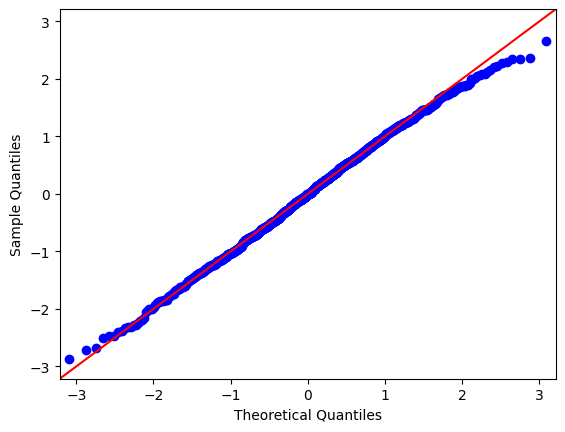 3
2
1
0
−1
−2
−3
Sample Quantiles
−3 −2 −1 0 1 2 3
Theoretical Quantiles